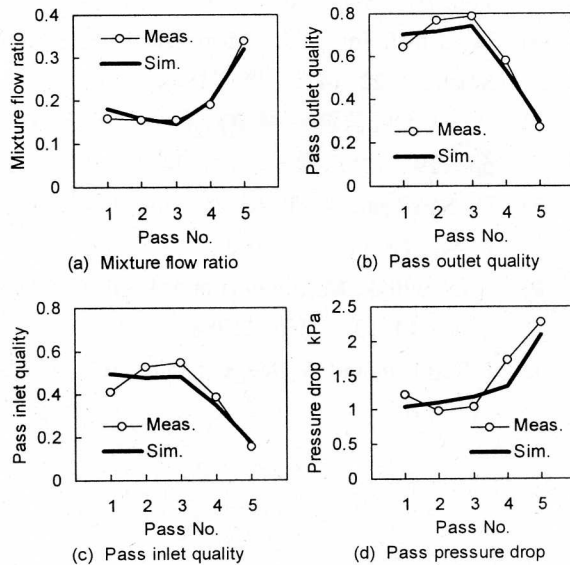 0.4
0.3
0.2
0.1
0
Mixture flow ratio
Meas.
Sim.
1 2 3 4 5
Pass No.
(a) Mixture flow ratio
0.8
0.6
0.4
0.2
0
Pass outlet quality
Meas.
Sim.
1 2 3 4 5
Pass No.
(b) Pass outlet quality
0.8
0.6
0.4
0.2
0
Pass inlet quality
Meas.
Sim.
1 2 3 4 5
Pass No.
(c) Pass inlet quality
2.5
2
1.5
1
0.5
0
Pressure drop kPa
Meas.
Sim.
1 2 3 4 5
Pass No.
(d) Pass pressure drop